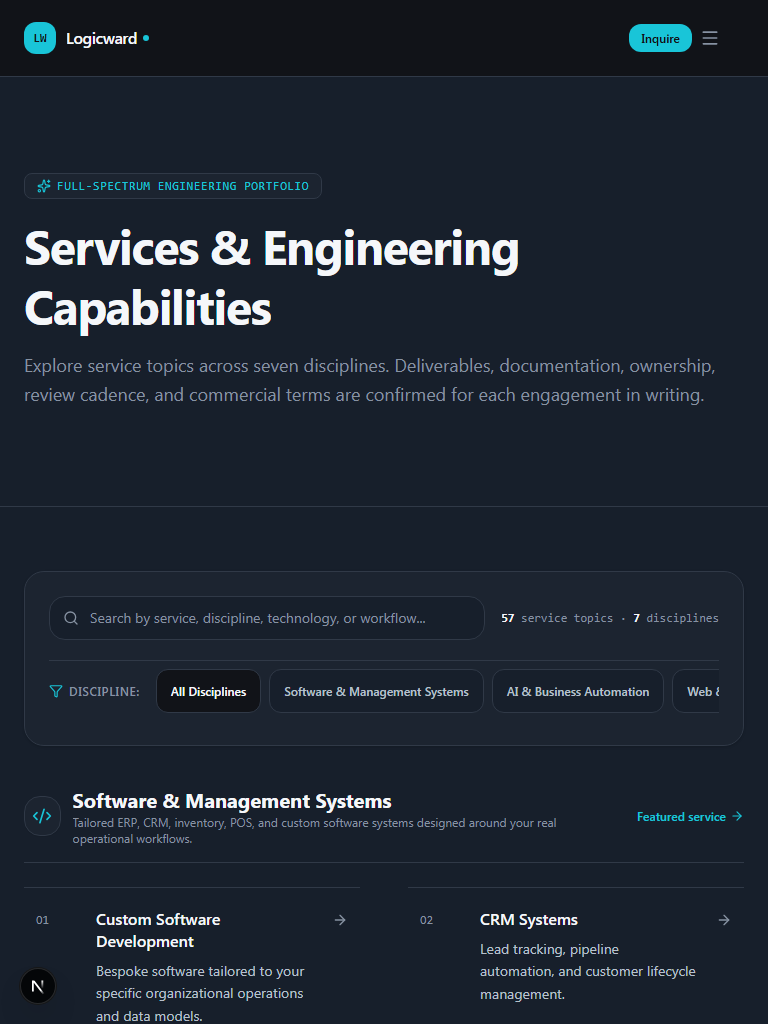 LW Logicward Inquire
FULL-SPECTRUM ENGINEERING PORTFOLIO
Services & Engineering
Capabilities
Explore service topics across seven disciplines. Deliverables, documentation, ownership,
review cadence, and commercial terms are confirmed for each engagement in writing.
Search by service, discipline, technology, or workflow...
57 service topics · 7 disciplines
DISCIPLINE: All Disciplines Software & Management Systems AI & Business Automation Web &
Software & Management Systems
Tailored ERP, CRM, inventory, POS, and custom software systems designed around your real
operational workflows.
Featured service →
01
Custom Software
Development
Bespoke software tailored to your
specific organizational operations
and data models.
02
CRM Systems
Lead tracking, pipeline
automation, and customer lifecycle
management.
N